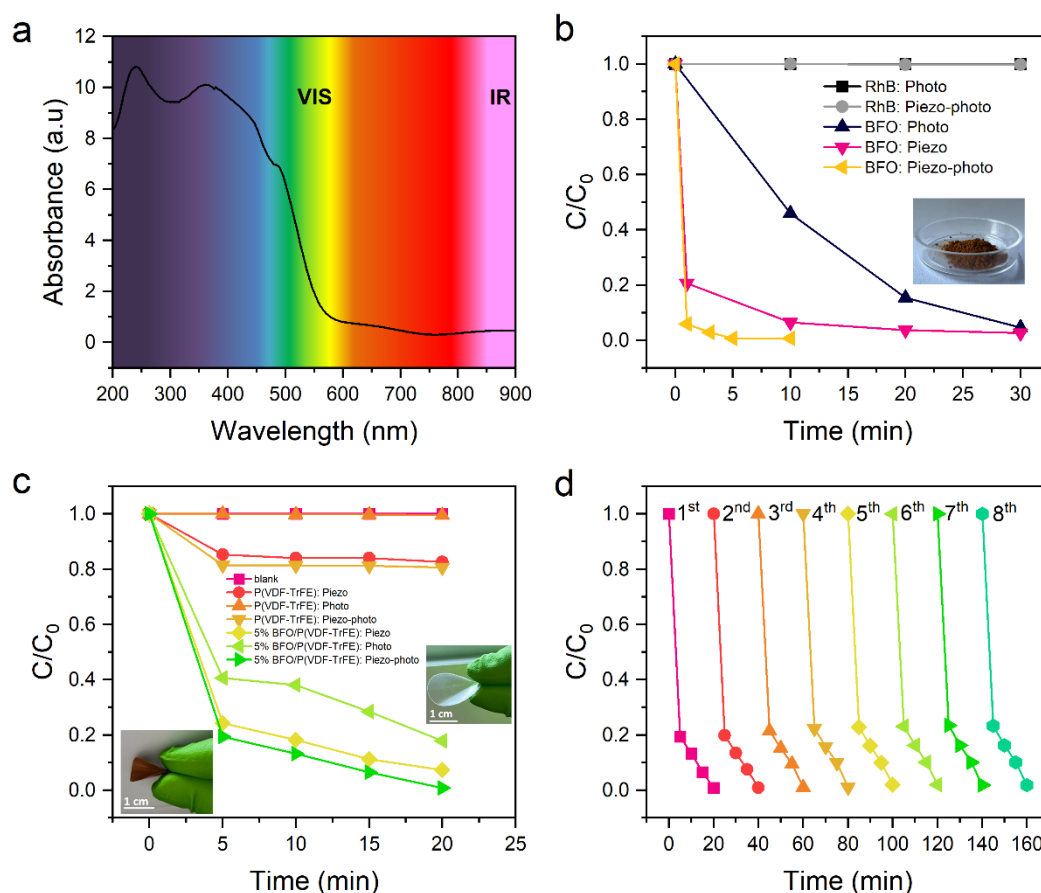 a
12
10
8
6
4
2
0
Absorbance (a.u)
VIS
IR
200 300 400 500 600 700 800 900
Wavelength (nm)
b
1.0
0.8
0.6
0.4
0.2
0.0
C/C₀
RhB: Photo
RhB: Piezo-photo
BFO: Photo
BFO: Piezo
BFO: Piezo-photo
0 5 10 15 20 25 30
Time (min)
c
1.0
0.8
0.6
0.4
0.2
0.0
C/C₀
blank
P(VDF-TrFE): Piezo
P(VDF-TrFE): Photo
P(VDF-TrFE): Piezo-photo
5% BFO/P(VDF-TrFE): Piezo
5% BFO/P(VDF-TrFE): Photo
5% BFO/P(VDF-TrFE): Piezo-photo
1 cm
1 cm
0 5 10 15 20 25
Time (min)
d
1.0
0.8
0.6
0.4
0.2
0.0
C/C₀
1st 2nd 3rd 4th 5th 6th 7th 8th
0 20 40 60 80 100 120 140 160
Time (min)